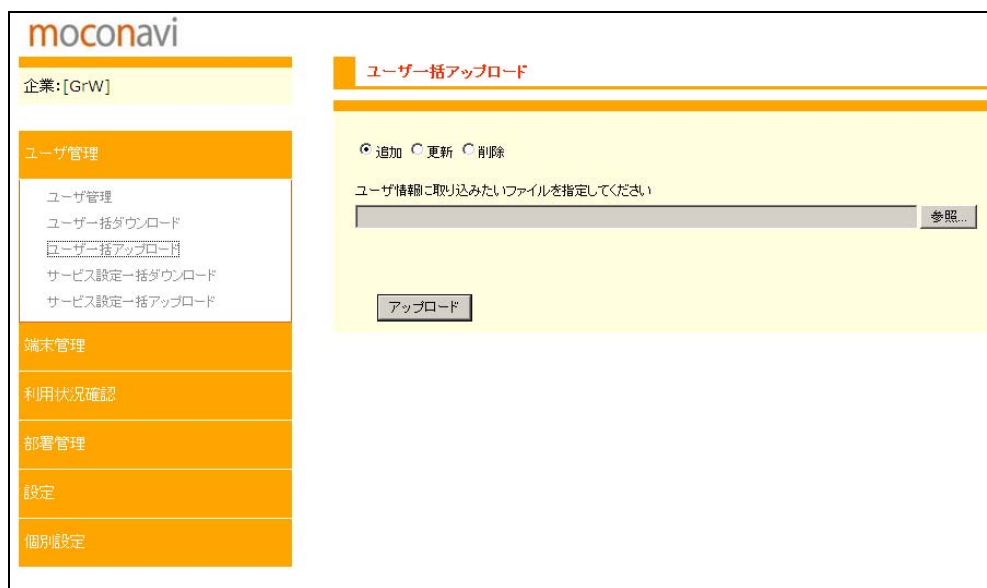 moconavi
企業:[GrW]
ユーザ管理
ユーザ管理
ユーザ一括ダウンロード
ユーザ一括アップロード
サービス設定一括ダウンロード
サービス設定一括アップロード
端末管理
利用状況確認
部署管理
設定
個別設定
ユーザ一括アップロード
追加 更新 削除
ユーザ情報に取り込みたいファイルを指定してください
参照...
アップロード